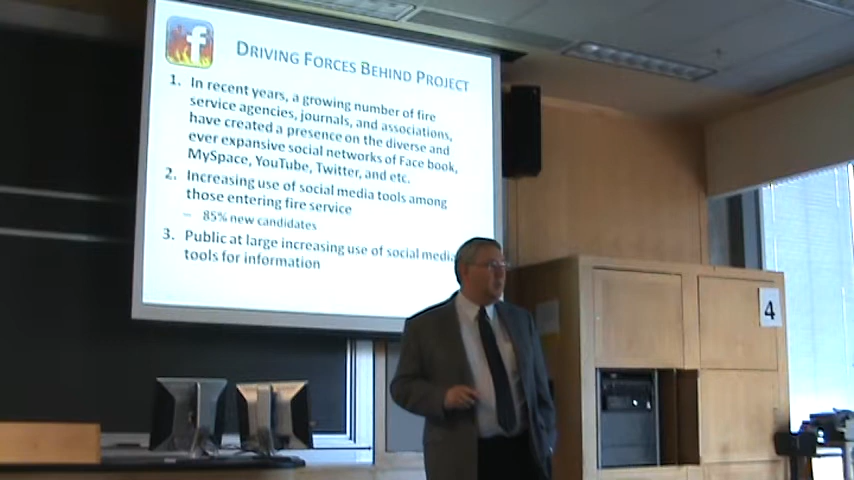 f
DRIVING FORCES BEHIND PROJECT
1. In recent years, a growing number of fire
service agencies, journals, and associations,
have created a presence on the diverse and
ever expansive social networks of Face book,
MySpace, YouTube, Twitter, and etc.
2. Increasing use of social media tools among
those entering fire service
– 85% new candidates
3. Public at large increasing use of social media
tools for information
4